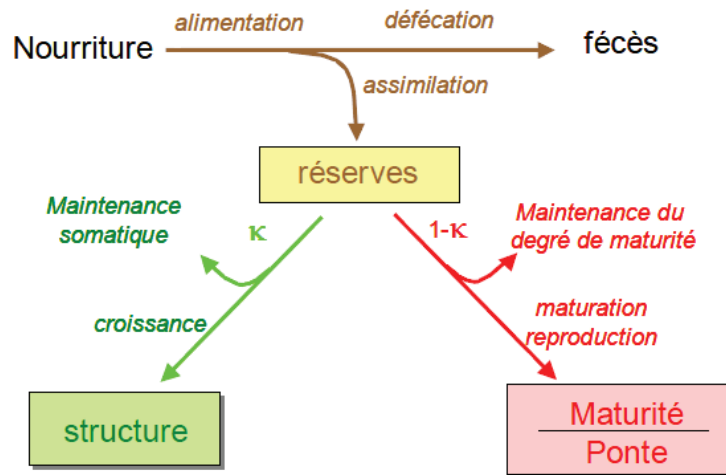 alimentation
défécation
Nourriture
fécès
assimilation
réserves
Maintenance
somatique
κ
1-κ
Maintenance du
degré de maturité
croissance
maturation
reproduction
structure
Maturité
Ponte